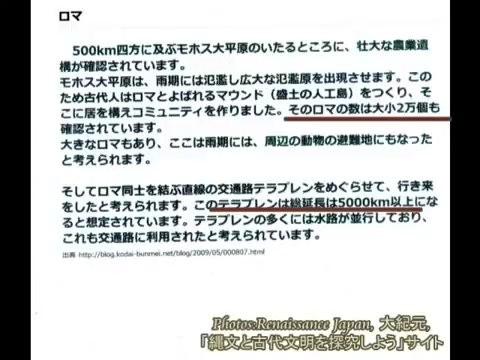 ロマ
500km四方に及ぶモホス大平原のいたるところに、壮大な農業遺
構が確認されています。
モホス大平原は、雨期には氾濫し広大な氾濫原を出現させます。この
ため古代人はロマとよばれるマウンド（盛土の人工島）をつくり、そ
こに居を構えコミュニティを作りました。そのロマの数は大小2万個も
確認されています。
大きなロマもあり、ここは雨期には、周辺の動物の避難地にもなった
と考えられます。
そしてロマ同士を結ぶ直線の交通路テラプレンをめぐらせて、行き来
をしたと考えられます。このテラプレンは総延長は5000km以上にな
ると想定されています。テラプレンの多くには水路が並行しており、
これも交通路に利用されたと考えられています。
出典 http://blog.kodai-bunmei.net/blog/2009/05/000807.html
Photos:Renaissance Japan, 大紀元,
「縄文と古代文明を探究しよう」サイト